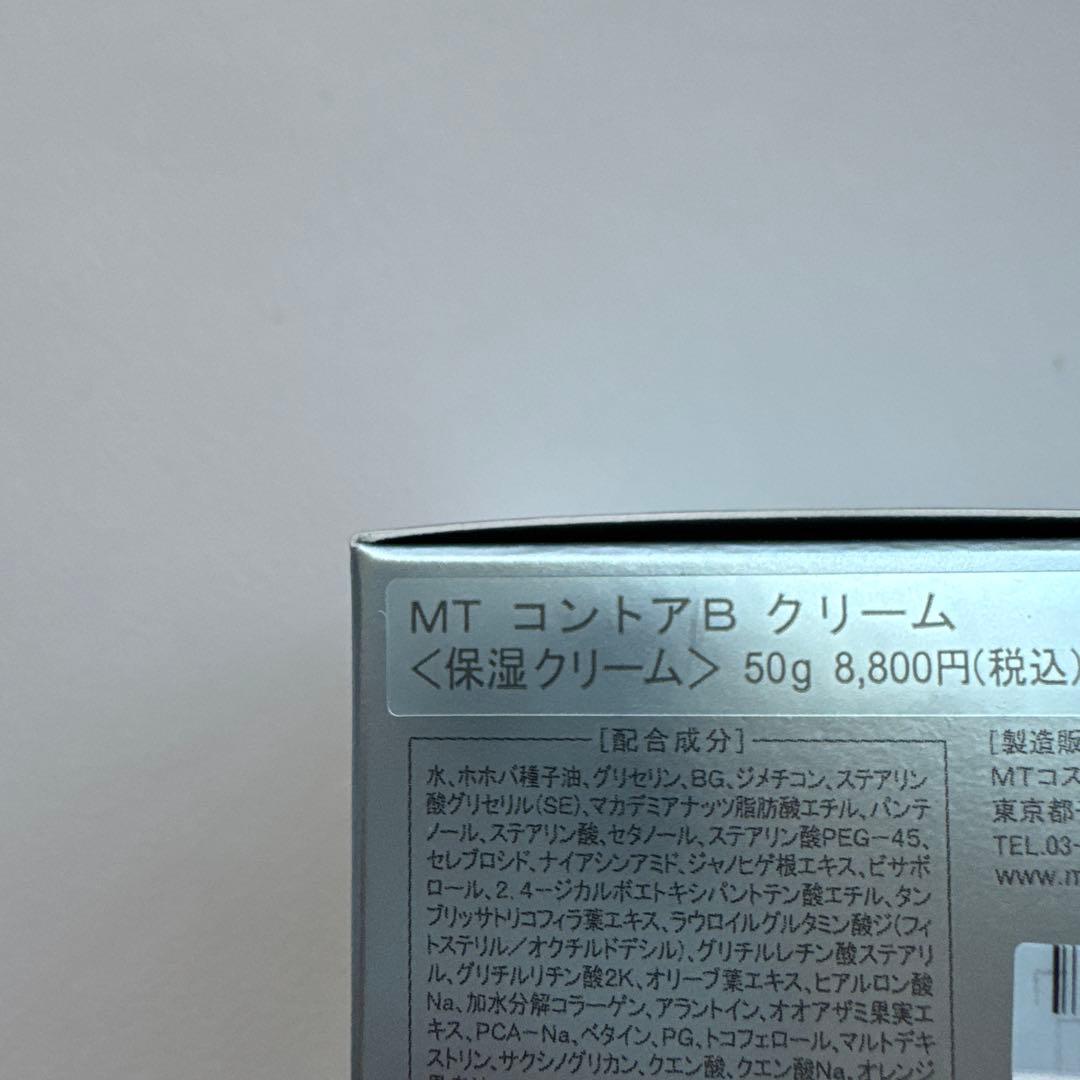 MT コントアB クリーム
<保湿クリーム> 50g 8,800円(税込)
[配合成分]
水、ホホバ種子油、グリセリン、BG、ジメチコン、ステアリン
酸グリセリル(SE)、マカデミアナッツ脂肪酸エチル、パンテ
ノール、ステアリン酸、セタノール、ステアリン酸PEG-45、
セレブロシド、ナイアシンアミド、ジャノヒゲ根エキス、ビサボ
ロール、2,4-ジカルボエトキシパントテン酸エチル、タン
ブリッサトリコフィラ葉エキス、ラウロイルグルタミン酸ジ(フィ
トステリル/オクチルドデシル)、グリチルレチン酸ステアリ
ル、グリチルリチン酸2K、オリーブ葉エキス、ヒアルロン酸
Na、加水分解コラーゲン、アラントイン、オオアザミ果実エ
キス、PCA-Na、ベタイン、PG、トコフェロール、マルトデキ
ストリン、サクシノグリカン、クエン酸、クエン酸Na、オレンジ
[製造販
MTコス
東京都
TEL.03-
www.m